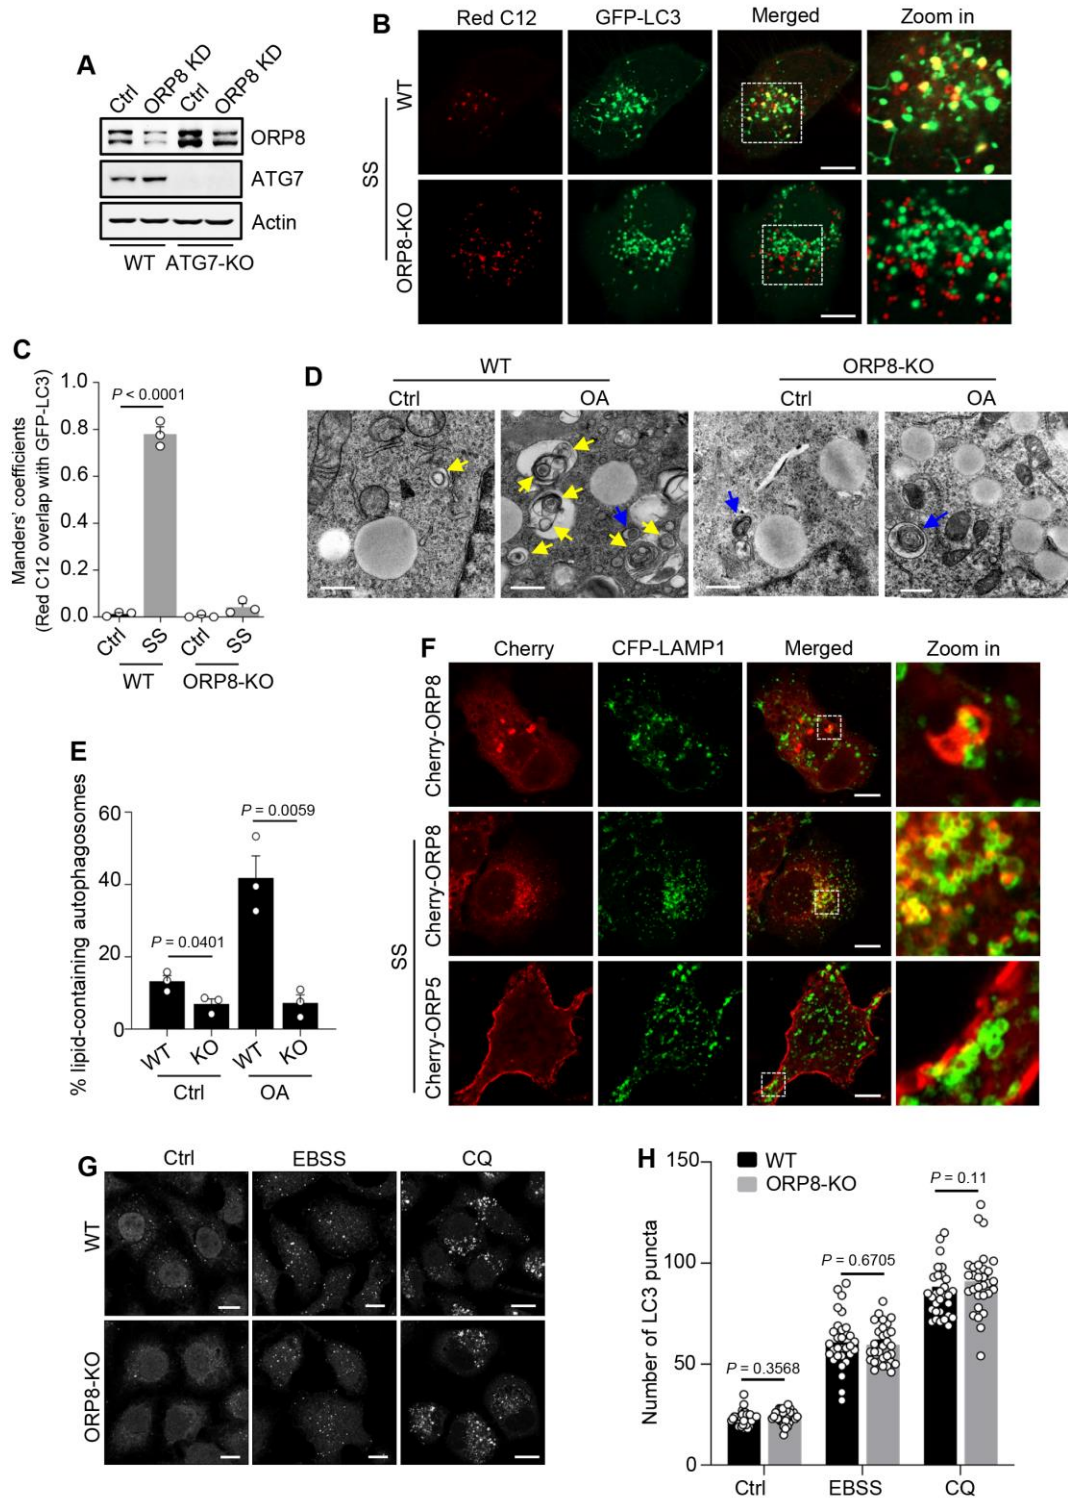 A
Ctrl
ORP8 KD
Ctrl
ORP8 KD
ORP8
ATG7
Actin
WT
ATG7-KO
B
Red C12
GFP-LC3
Merged
Zoom in
SS
WT
ORP8-KO
C
Manders' coefficients
(Red C12 overlap with GFP-LC3)
1.0
0.8
0.6
0.4
0.2
0.0
P < 0.0001
Ctrl
SS
Ctrl
SS
WT
ORP8-KO
D
WT
ORP8-KO
Ctrl
OA
Ctrl
OA
E
% lipid-containing autophagosomes
60
40
20
0
P = 0.0401
P = 0.0059
WT
KO
WT
KO
Ctrl
OA
F
Cherry
CFP-LAMP1
Merged
Zoom in
Cherry-ORP8
SS
Cherry-ORP8
Cherry-ORP5
G
Ctrl
EBSS
CQ
WT
ORP8-KO
H
Number of LC3 puncta
150
100
50
0
WT
ORP8-KO
P = 0.3568
P = 0.6705
P = 0.11
Ctrl
EBSS
CQ